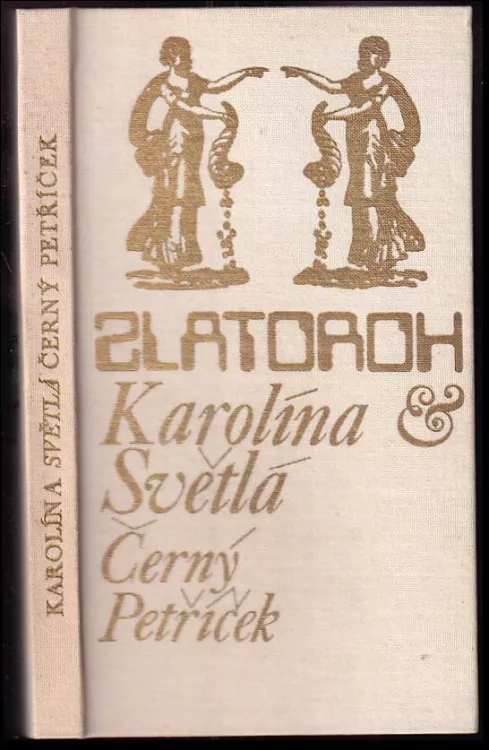 KAROLÍNA SVĚTLÁ ČERNÝ PETŘÍČEK
ZLATOROH
Karolína &
Světlá
Černý
Petříček